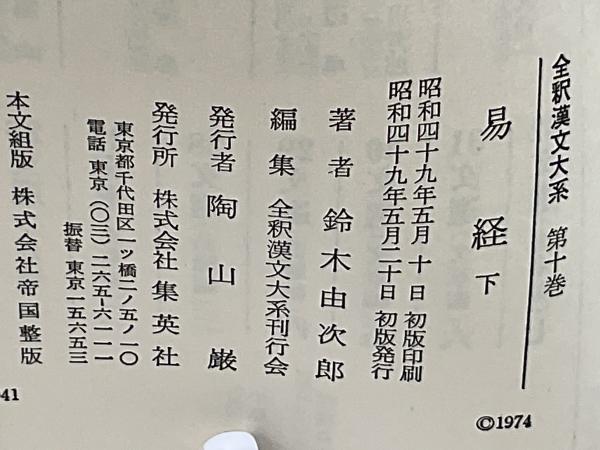 全釈漢文大系 第十巻
易経 下
昭和四十九年五月 十日 初版印刷
昭和四十九年五月二十日 初版発行
著者 鈴木由次郎
編集 全釈漢文大系刊行会
発行者 陶山巌
発行所 株式会社 集英社
東京都千代田区一ツ橋二ノ五ノ一〇
電話 東京(〇三)二六五-六一一一
振替 東京一五六五三
本文組版 株式会社帝国整版
041
©1974